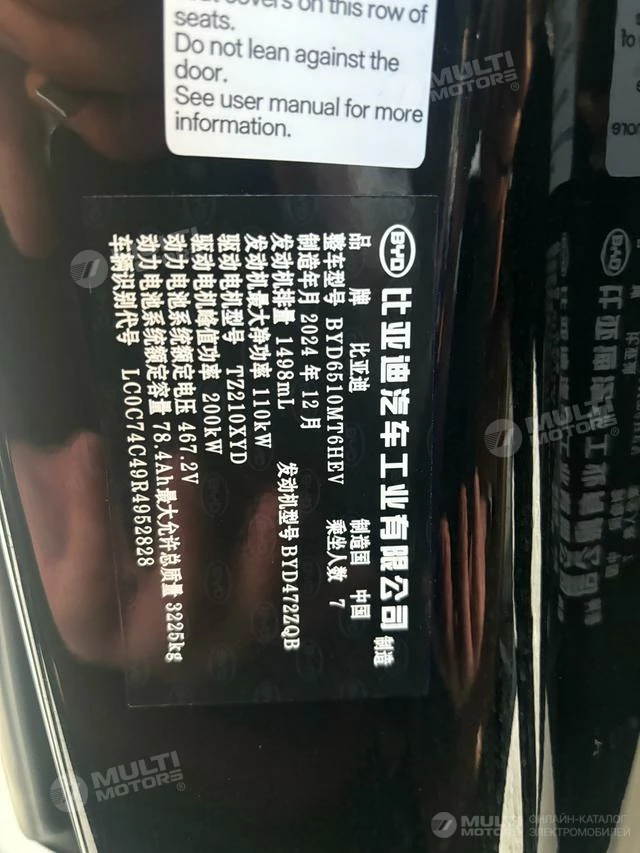 seats.
Do not lean against the
door.
See user manual for more
information.
BYD 比亚迪汽车工业有限公司 制造
品 牌 比亚迪 制造国 中国
整车型号 BYD6510MT6HEV 乘坐人数 7
制造年月 2024 年 12月
发动机排量 1498mL 发动机型号 BYD472ZQB
发动机最大净功率 110kW
驱动电机型号 TZ210XYD
驱动电机峰值功率 200kW
动力电池系统额定电压 467.2V
动力电池系统额定容量 78.4Ah最大允许总质量 3225kg
车辆识别代号 LC0C74C49R4952828
MULTI
MOTORS®
MULTI
MOTORS®
MULTI
MOTORS®
MULTI
MOTORS®
MULTI
MOTORS
ОНЛАЙН-КАТАЛОГ
ЭЛЕКТРОМОБИЛЕЙ